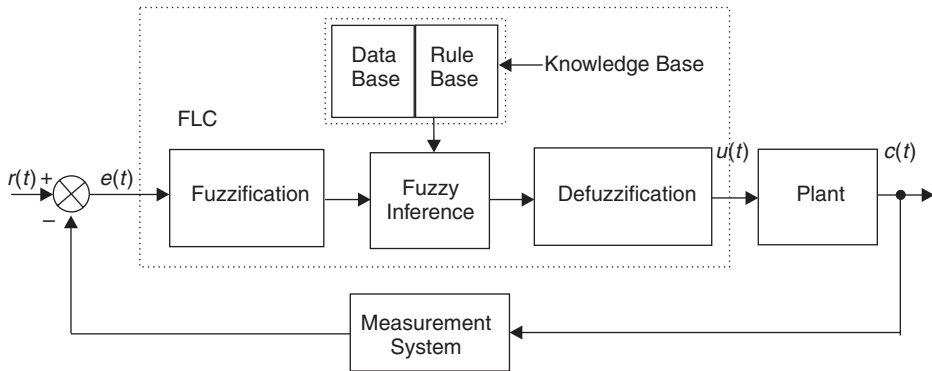 Data
Base
Rule
Base
Knowledge Base
FLC
r(t) +
−
e(t)
Fuzzification
Fuzzy
Inference
Defuzzification
u(t)
Plant
c(t)
Measurement
System